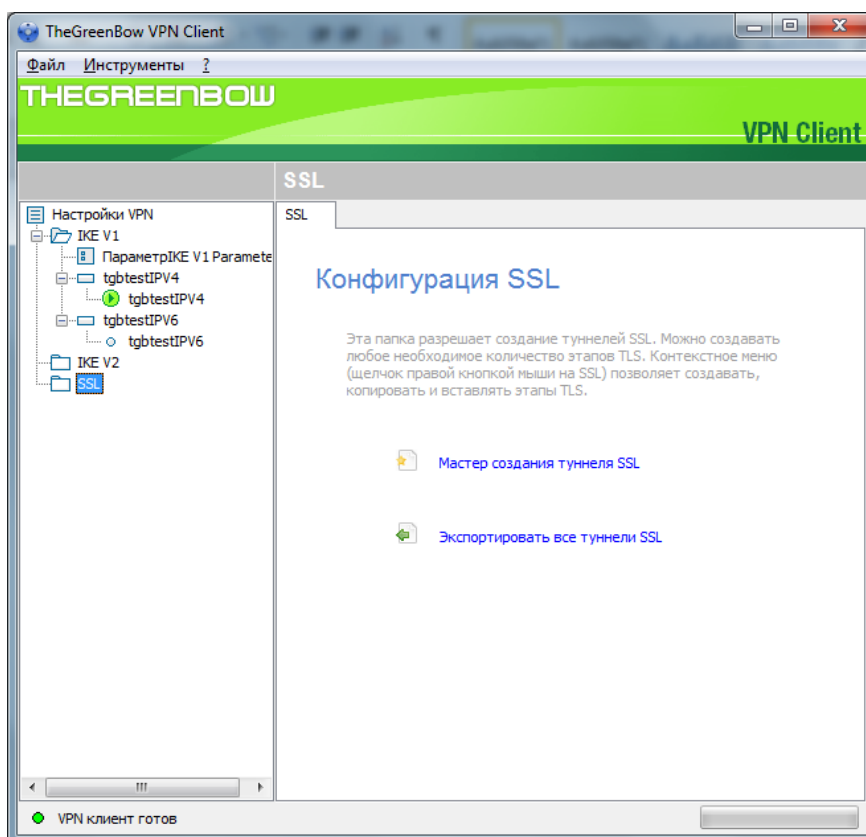 TheGreenBow VPN Client
Файл Инструменты ?
THEGREENBOW
VPN Client
SSL
Настройки VPN
IKE V1
ПараметрIKE V1 Paramete
tgbtestIPV4
tgbtestIPV4
tgbtestIPV6
tgbtestIPV6
IKE V2
SSL
SSL
Конфигурация SSL
Эта папка разрешает создание туннелей SSL. Можно создавать
любое необходимое количество этапов TLS. Контекстное меню
(щелчок правой кнопкой мыши на SSL) позволяет создавать,
копировать и вставлять этапы TLS.
Мастер создания туннеля SSL
Экспортировать все туннели SSL
VPN клиент готов